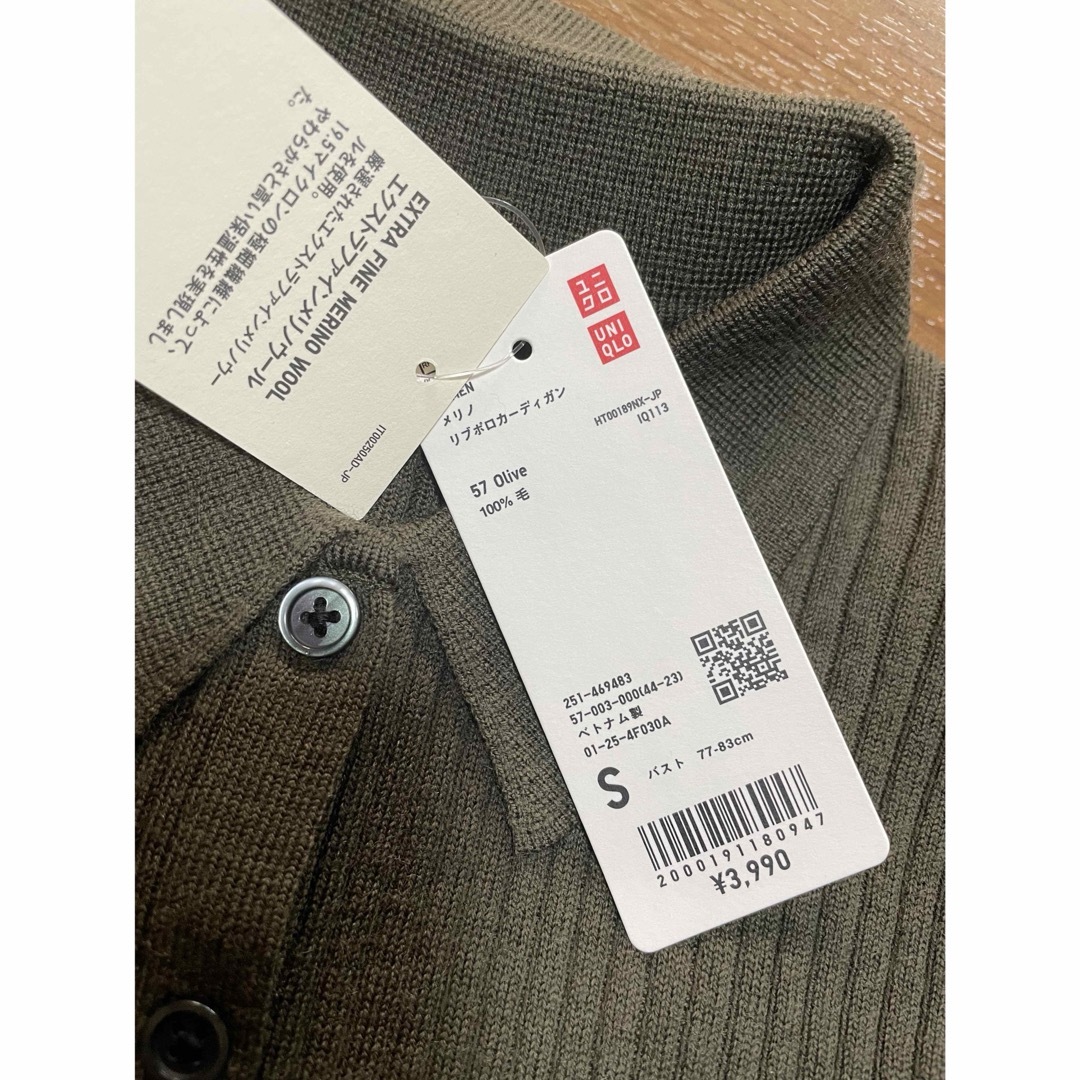 EXTRA FINE MERINO WOOL
エクストラファインメリノウール
厳選されたエクストラファインメリノウー
ルを使用。
19.5マイクロンの極細繊維によって、
やわらかさと高い保温性を実現しまし
た。
IT00250AD-JP
ユニ
クロ
UNI
QLO
MEN
メリノ
リブポロカーディガン
HT00189NX-JP
IQ113
57 Olive
100% 毛
251-469483
57-003-000(44-23)
ベトナム製
01-25-4F030A
S バスト 77-83cm
2000191180947
¥3,990